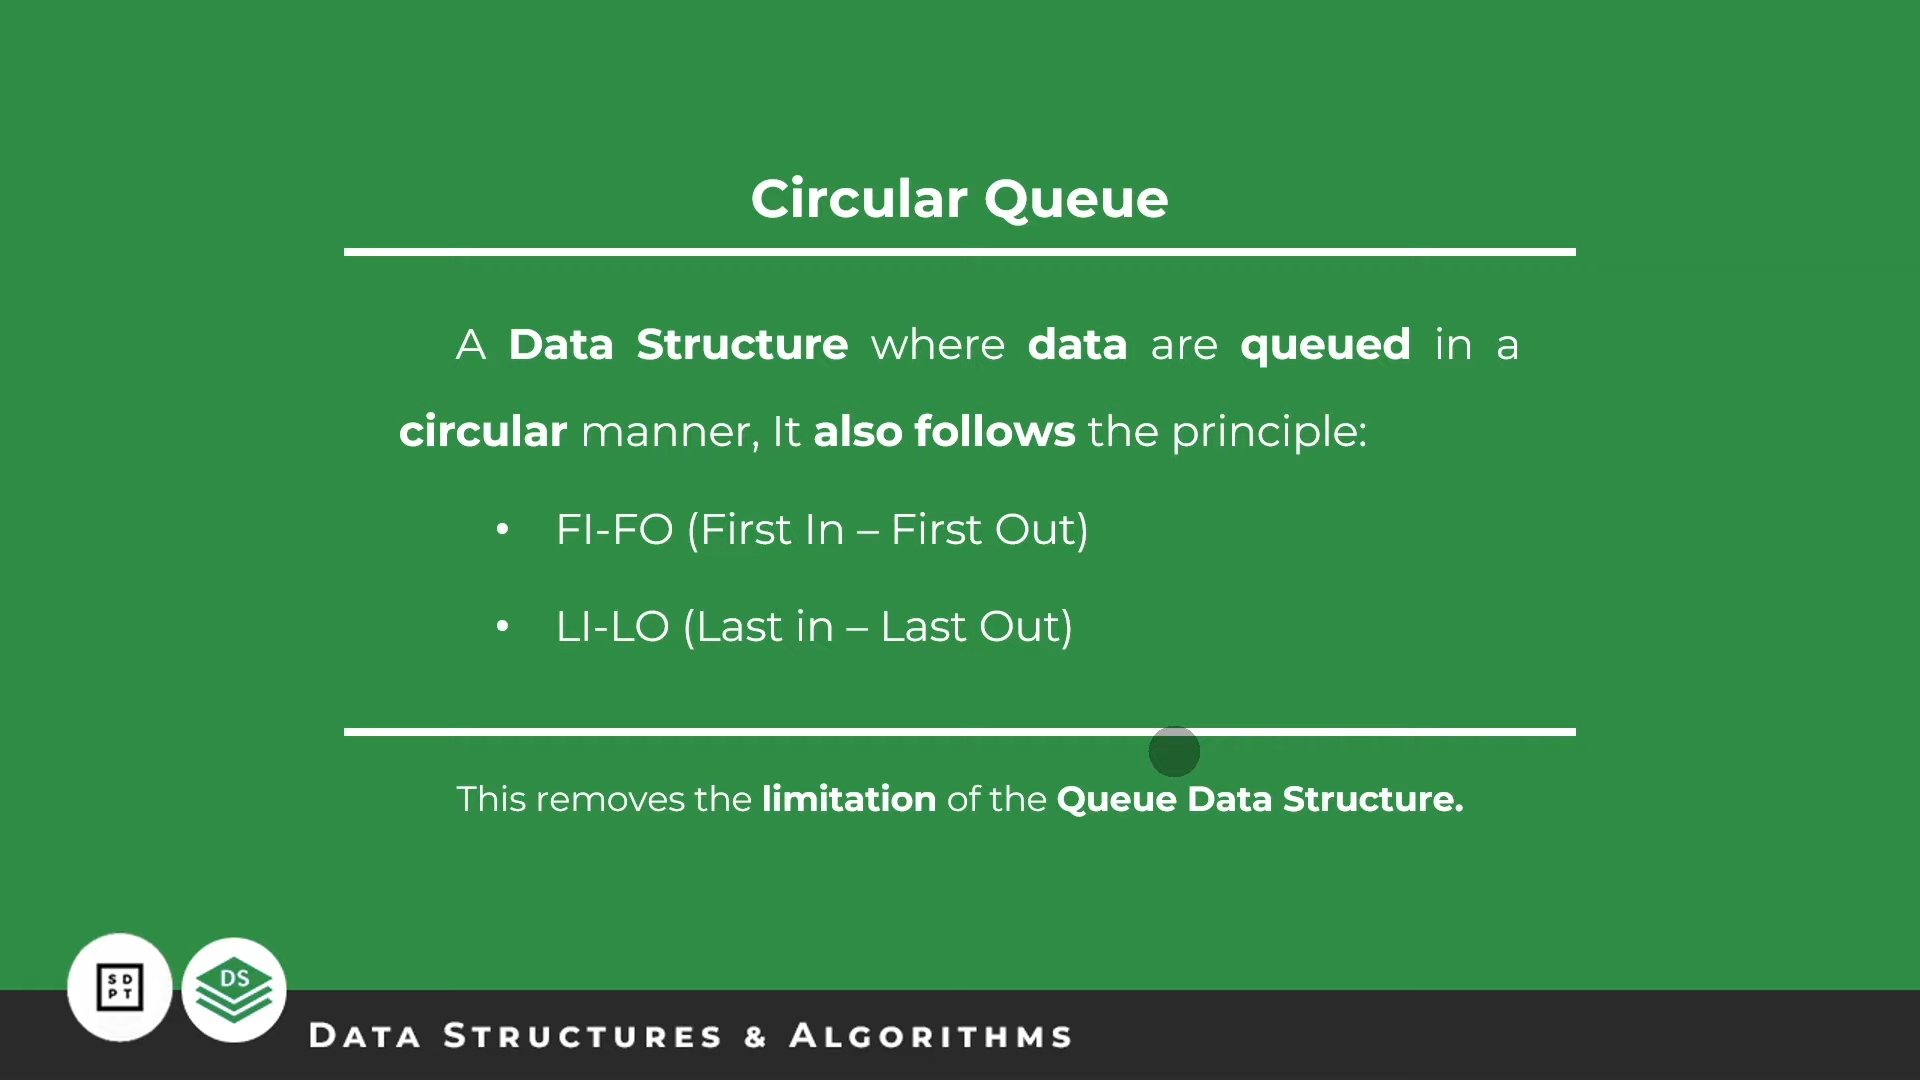 Circular Queue
A Data Structure where data are queued in a
circular manner, It also follows the principle:
• FI-FO (First In – First Out)
• LI-LO (Last in – Last Out)
This removes the limitation of the Queue Data Structure.
S D
P T
DS
DATA STRUCTURES & ALGORITHMS